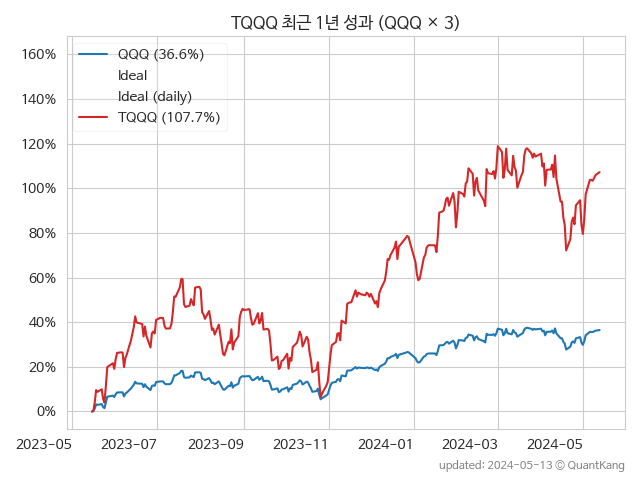 TQQQ 최근 1년 성과 (QQQ × 3)
160%
140%
120%
100%
80%
60%
40%
20%
0%
QQQ (36.6%)
Ideal
Ideal (daily)
TQQQ (107.7%)
2023-05
2023-07
2023-09
2023-11
2024-01
2024-03
2024-05
updated: 2024-05-13 © QuantKang